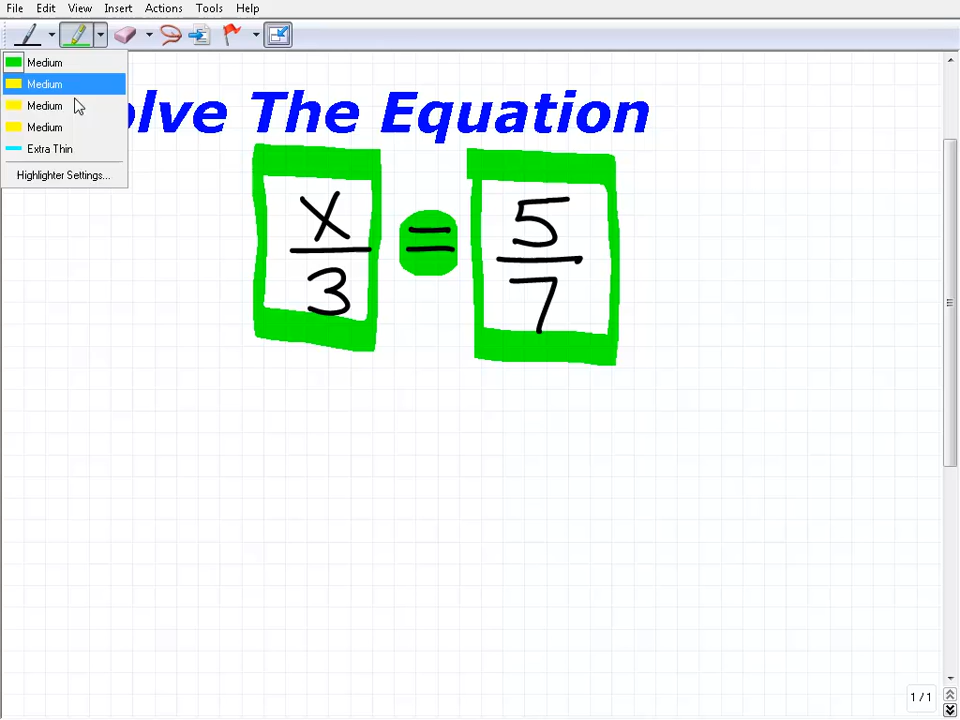 File Edit View Insert Actions Tools Help
Medium
Medium
Medium
Medium
Extra Thin
Highlighter Settings...
olve The Equation
x/3 = 5/7
1 / 1